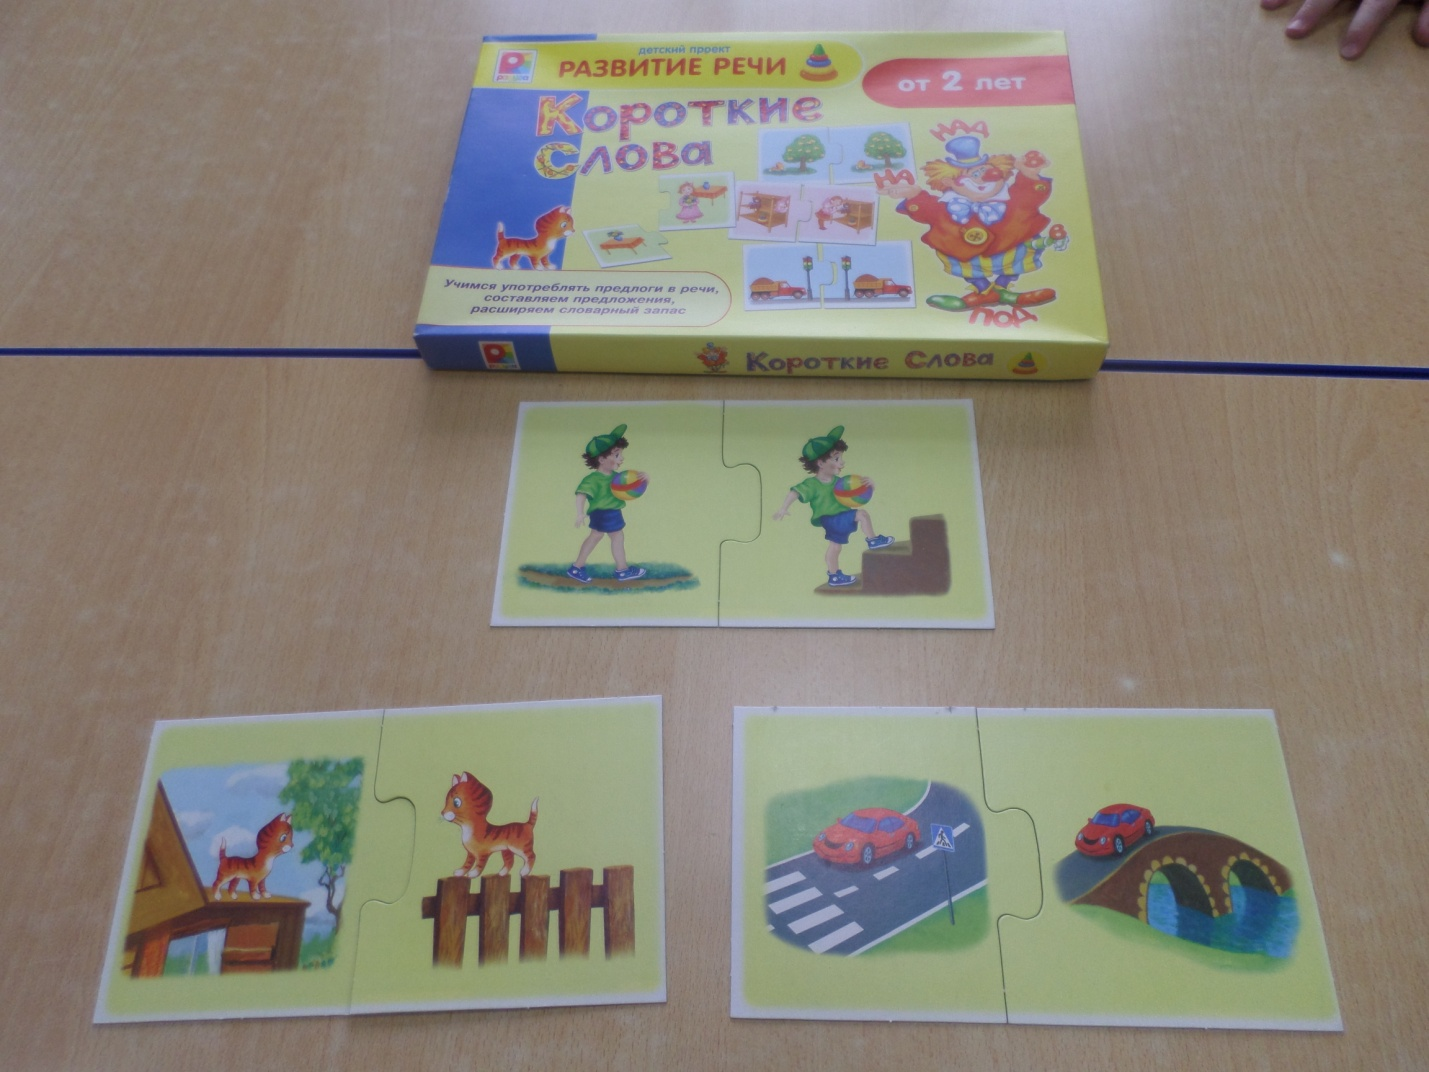 детский проект
РАЗВИТИЕ РЕЧИ
от 2 лет
Короткие
слова
НАД
НА
В
В
ПОД
Учимся употреблять предлоги в речи,
составляем предложения,
расширяем словарный запас
Короткие Слова